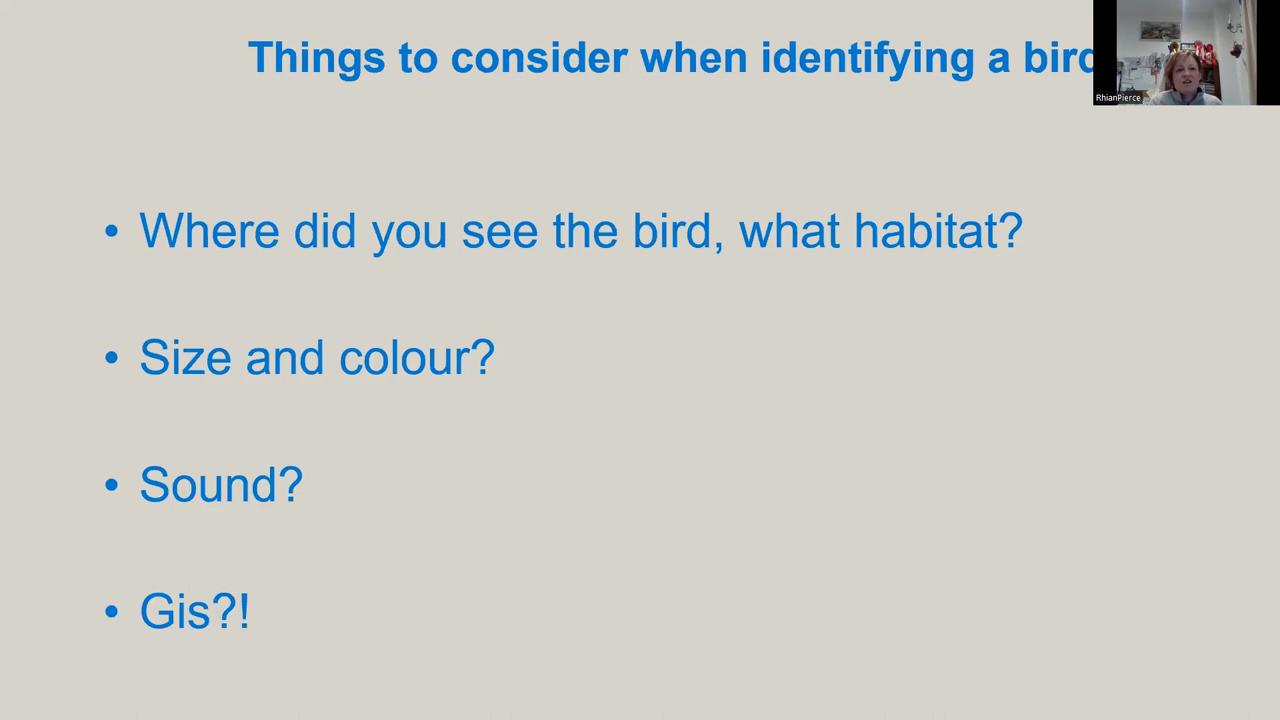 Things to consider when identifying a bird
RhianPierce
• Where did you see the bird, what habitat?
• Size and colour?
• Sound?
• Gis?!